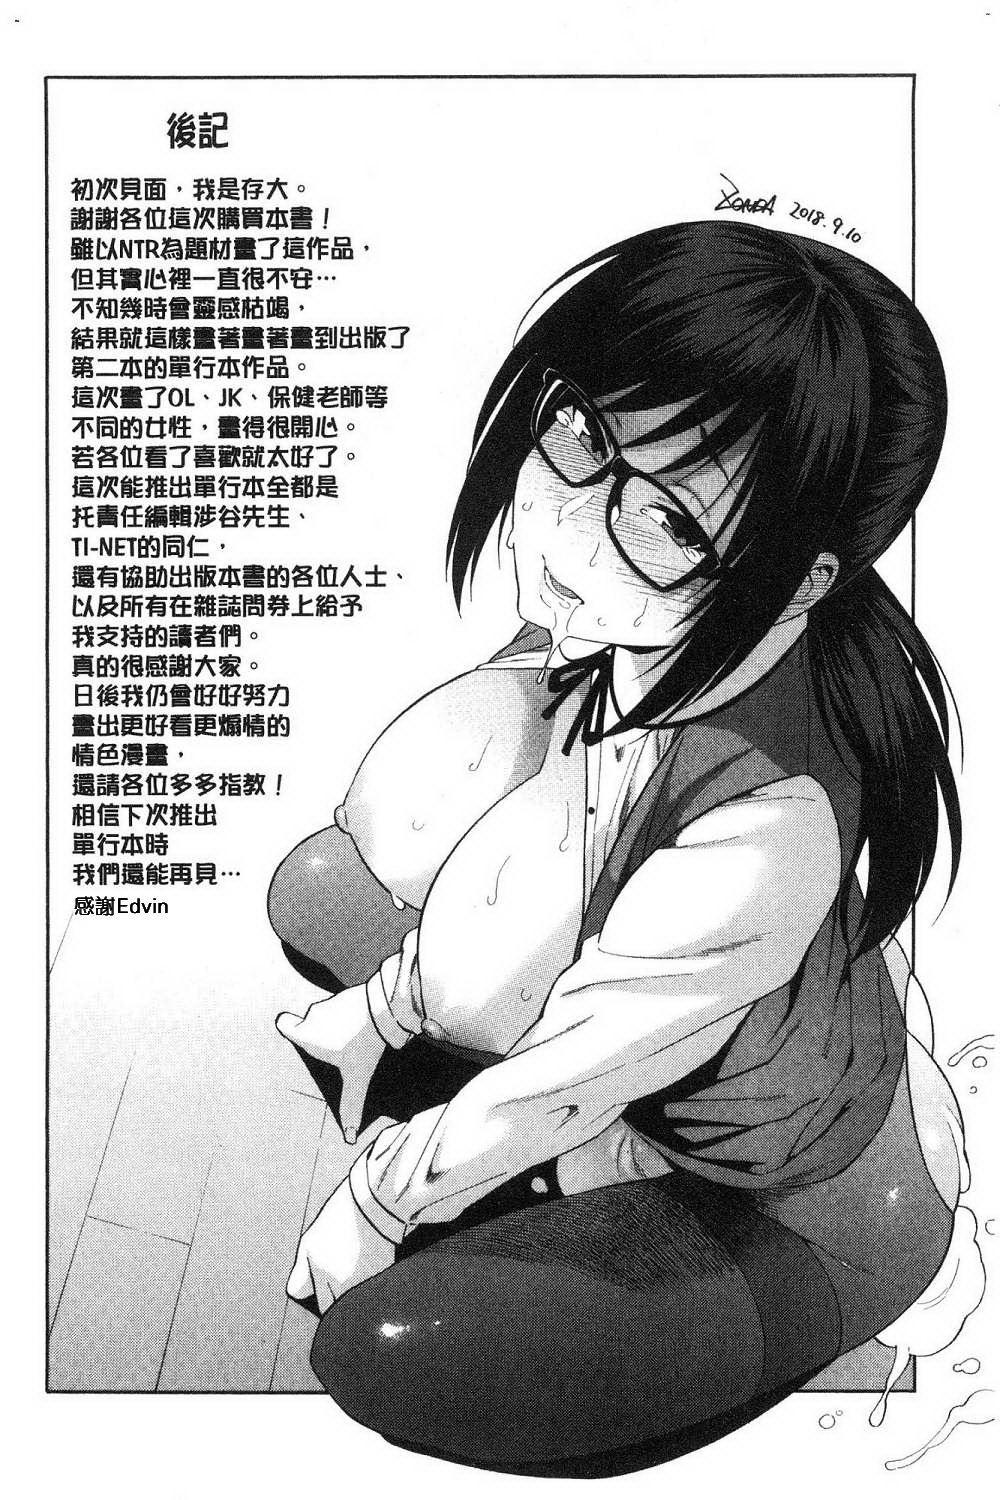 後記
初次見面，我是存大。
謝謝各位這次購買本書！
雖以NTR為題材畫了這作品，
但其實心裡一直很不安…
不知幾時會靈感枯竭，
結果就這樣畫著畫著畫到出版了
第二本的單行本作品。
這次畫了OL、JK、保健老師等
不同的女性，畫得很開心。
若各位看了喜歡就太好了。
這次能推出單行本全都是
托責任編輯涉谷先生、
TI-NET的同仁，
還有協助出版本書的各位人士、
以及所有在雜誌問券上給予
我支持的讀者們。
真的很感謝大家。
日後我仍會好好努力
畫出更好看更煽情的
情色漫畫，
還請各位多多指教！
相信下次推出
單行本時
我們還能再見…
感謝Edvin
ZONDA 2018.9.10